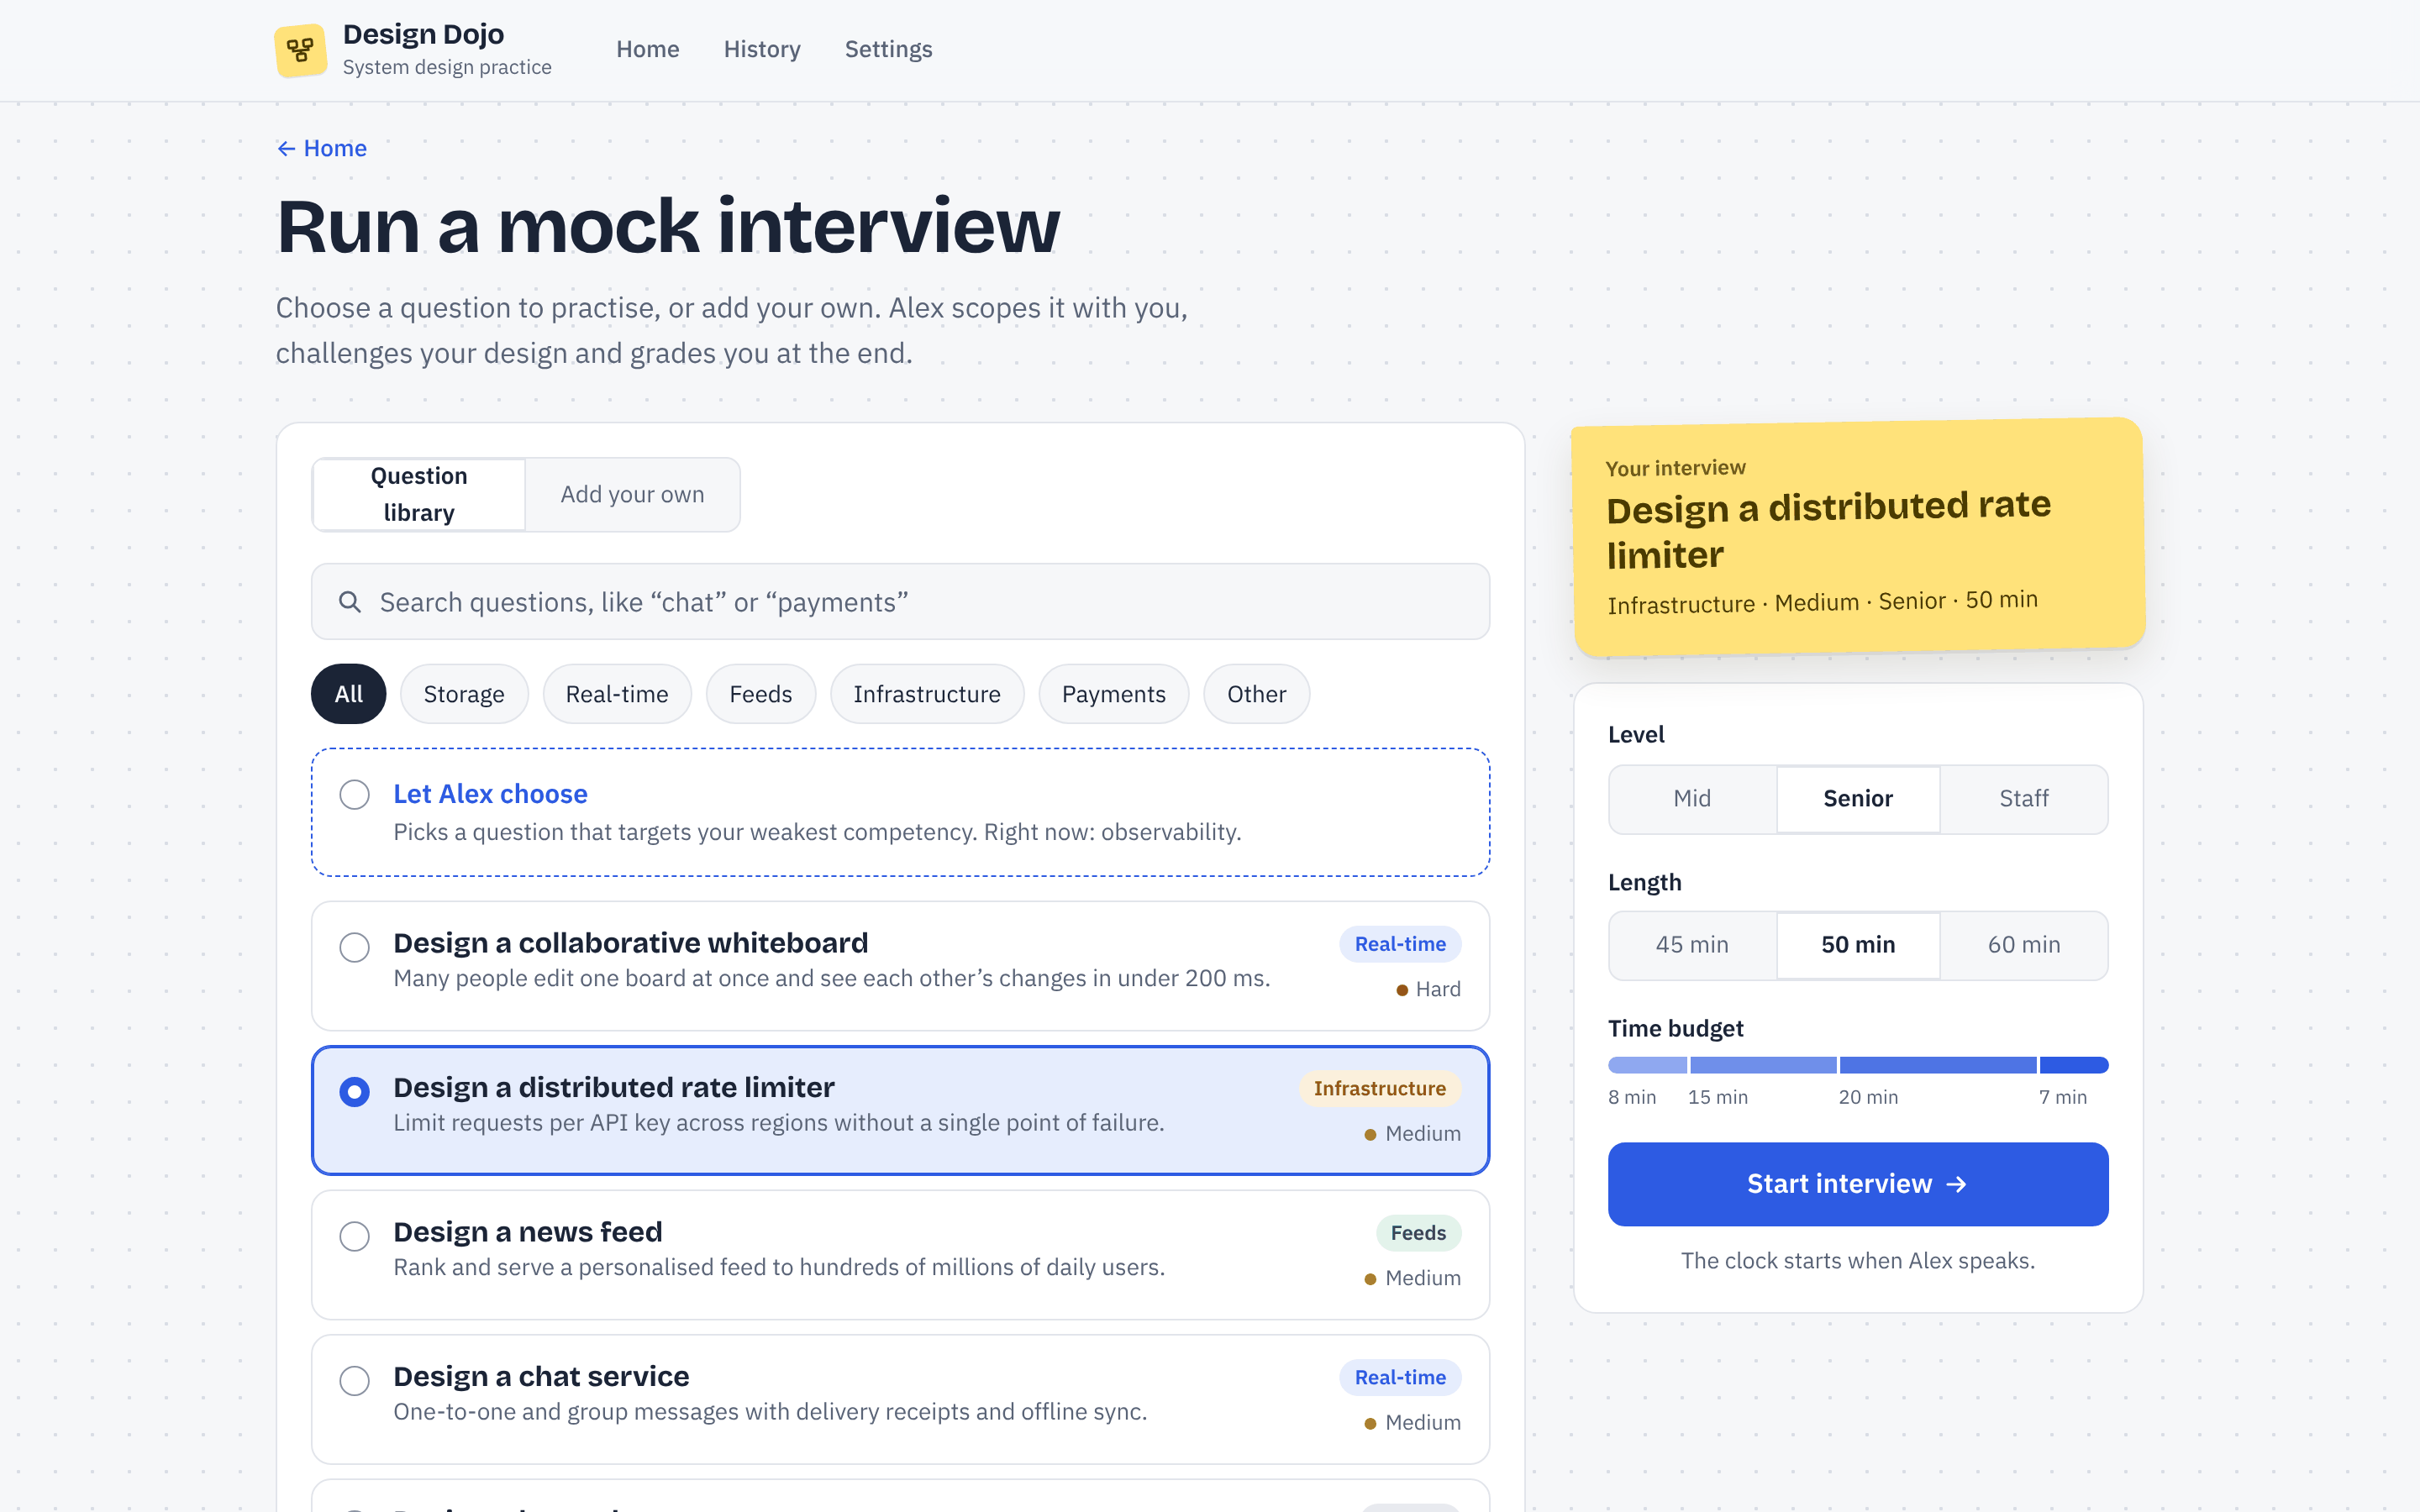 Design Dojo
System design practice
Home
History
Settings
← Home
Run a mock interview
Choose a question to practise, or add your own. Alex scopes it with you,
challenges your design and grades you at the end.
Question
library
Add your own
Search questions, like “chat” or “payments”
All
Storage
Real-time
Feeds
Infrastructure
Payments
Other
Let Alex choose
Picks a question that targets your weakest competency. Right now: observability.
Design a collaborative whiteboard
Many people edit one board at once and see each other’s changes in under 200 ms.
Real-time
Hard
Design a distributed rate limiter
Limit requests per API key across regions without a single point of failure.
Infrastructure
Medium
Design a news feed
Rank and serve a personalised feed to hundreds of millions of daily users.
Feeds
Medium
Design a chat service
One-to-one and group messages with delivery receipts and offline sync.
Real-time
Medium
Your interview
Design a distributed rate
limiter
Infrastructure · Medium · Senior · 50 min
Level
Mid
Senior
Staff
Length
45 min
50 min
60 min
Time budget
8 min
15 min
20 min
7 min
Start interview →
The clock starts when Alex speaks.